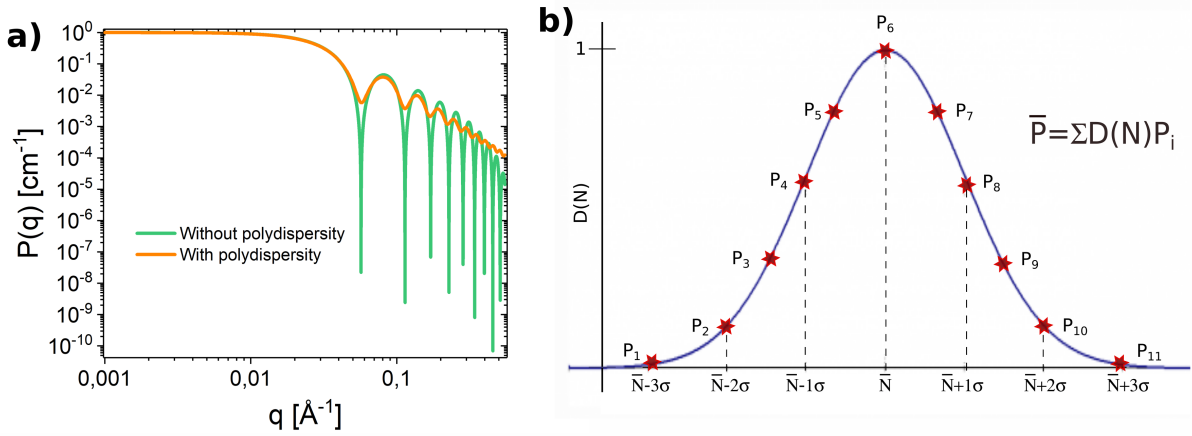 a)
P(q) [cm⁻¹]
10⁰
10⁻¹
10⁻²
10⁻³
10⁻⁴
10⁻⁵
10⁻⁶
10⁻⁷
10⁻⁸
10⁻⁹
10⁻¹⁰
Without polydispersity
With polydispersity
0.001 0,01 0,1
q [Å⁻¹]
b)
D(N)
1
P₆
P₅ P₇
P̅=ΣD(N)Pᵢ
P₄ P₈
P₃ P₉
P₂ P₁₀
P₁ P₁₁
N̅-3σ N̅-2σ N̅-1σ N̅ N̅+1σ N̅+2σ N̅+3σ